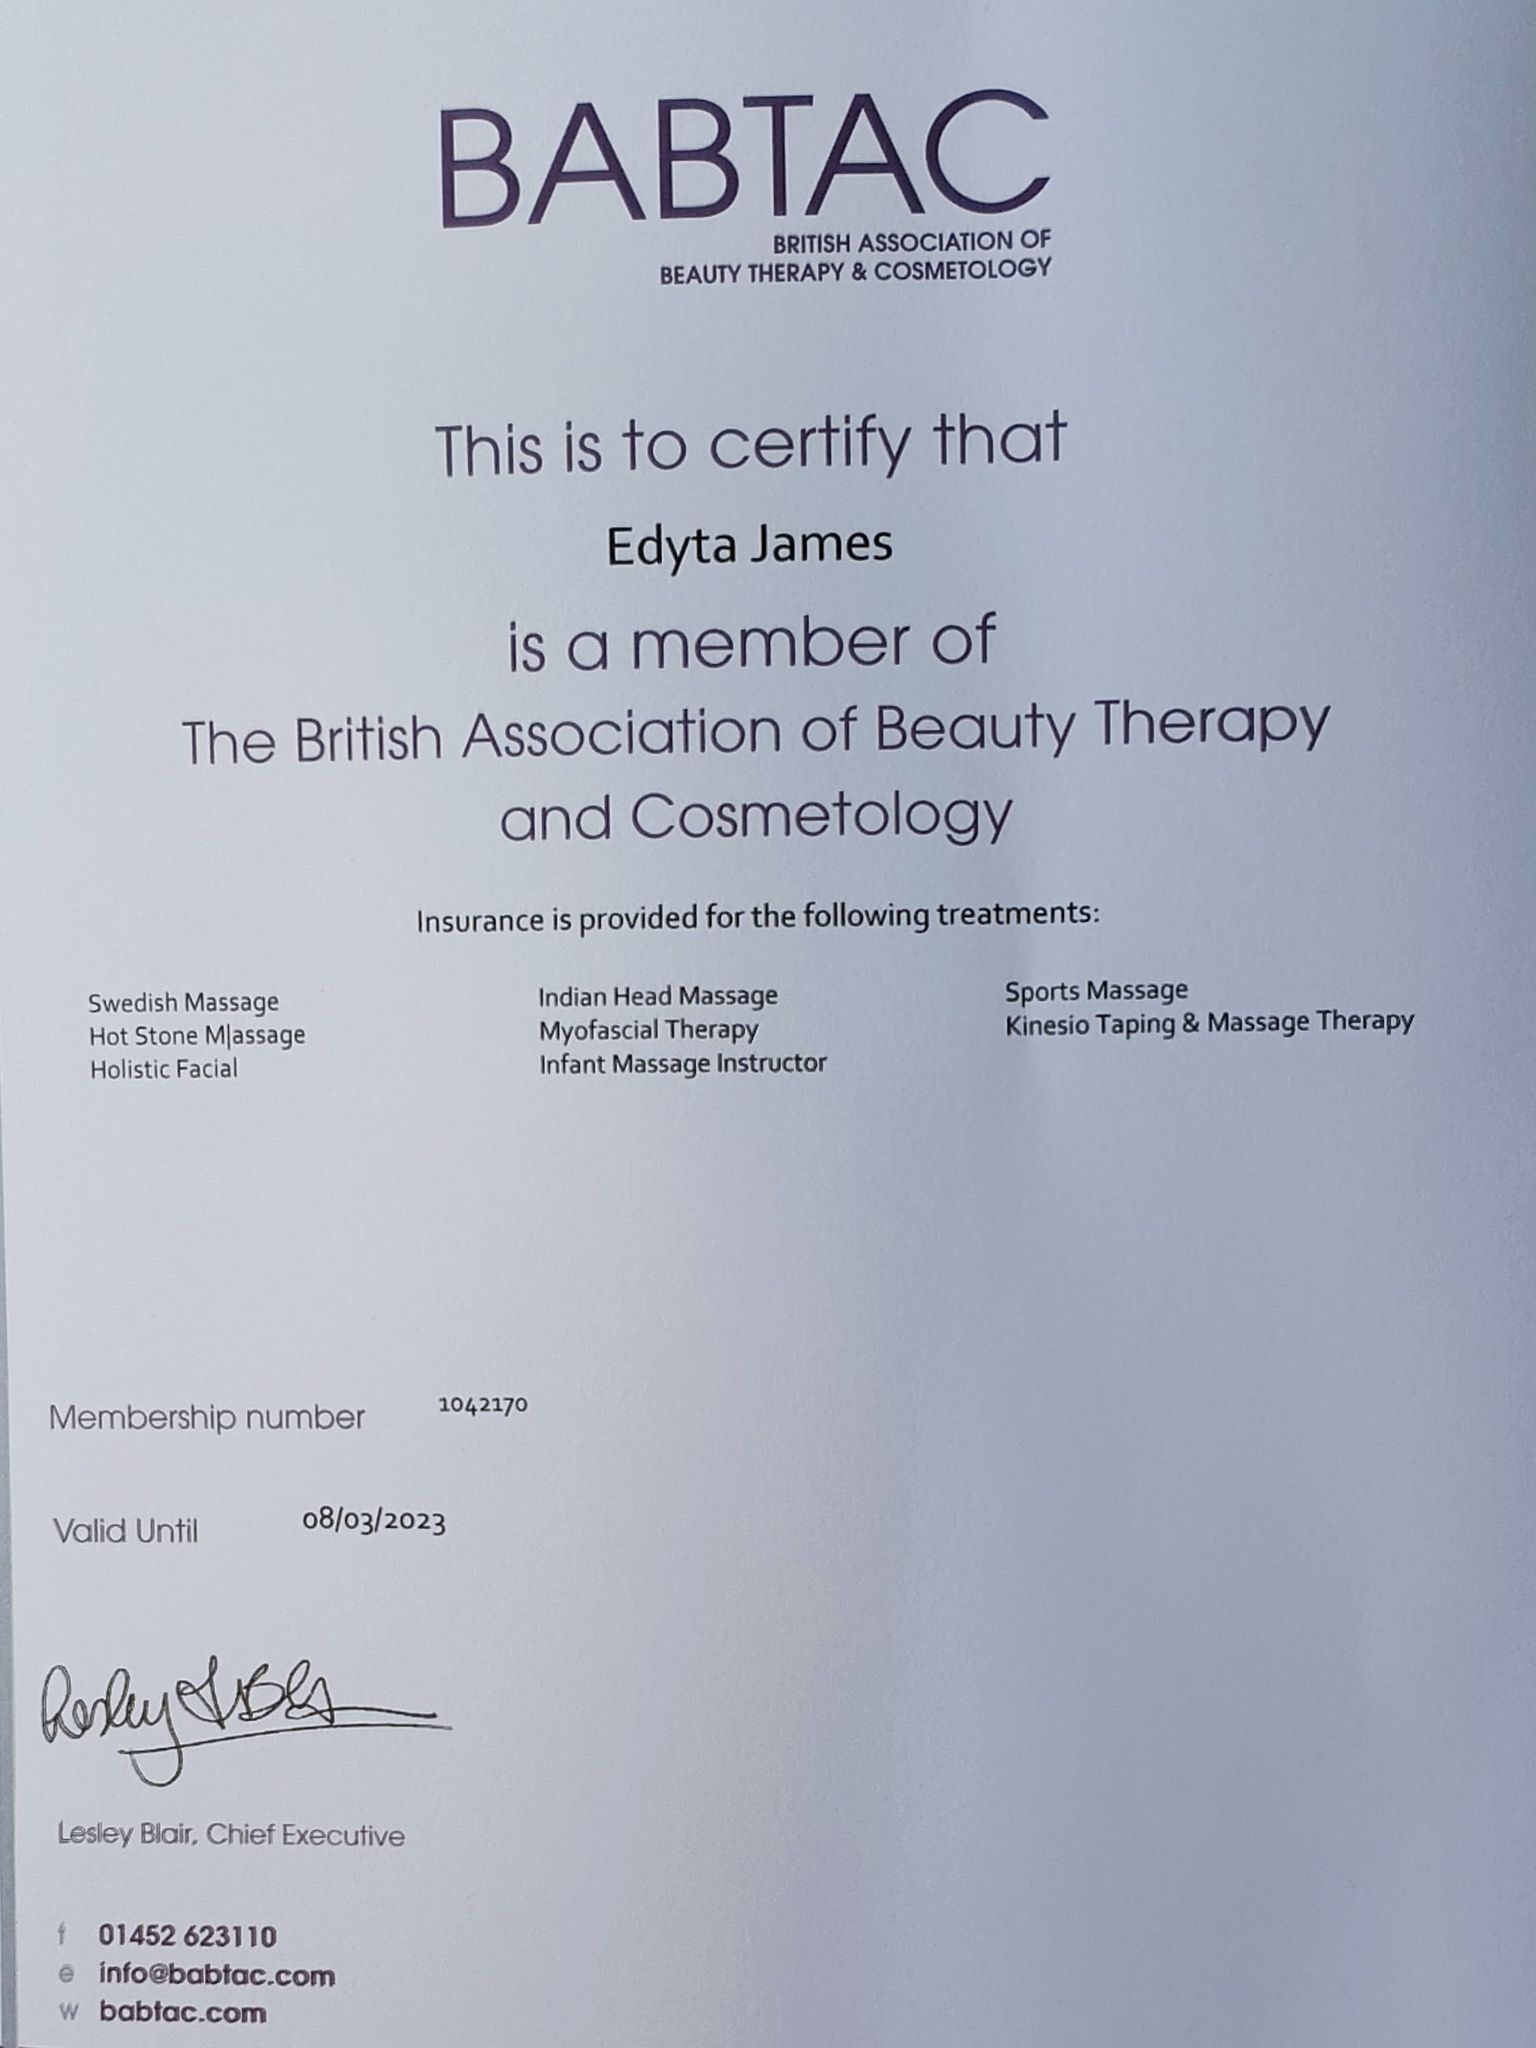 BABTAC
BRITISH ASSOCIATION OF
BEAUTY THERAPY & COSMETOLOGY
This is to certify that
Edyta James
is a member of
The British Association of Beauty Therapy
and Cosmetology
Insurance is provided for the following treatments:
Swedish Massage
Hot Stone M|assage
Holistic Facial
Indian Head Massage
Myofascial Therapy
Infant Massage Instructor
Sports Massage
Kinesio Taping & Massage Therapy
Membership number 1042170
Valid Until 08/03/2023
Lesley Blair, Chief Executive
t 01452 623110
e info@babtac.com
w babtac.com